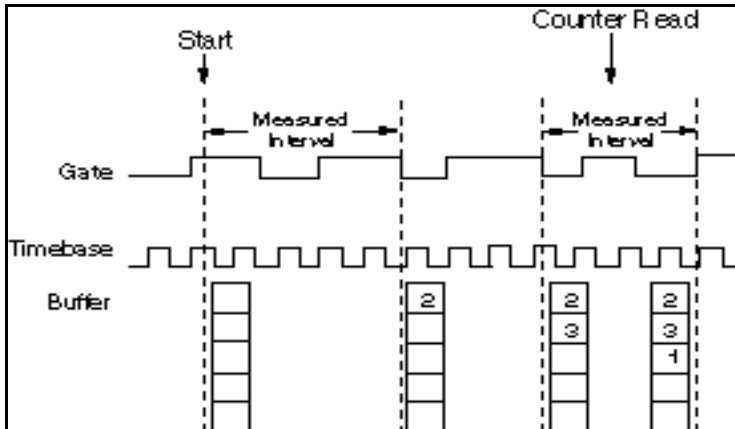 Start
Counter Read
Measured
Interval
Measured
Interval
Gate
Timebase
Buffer
2
2
2
3
3
1